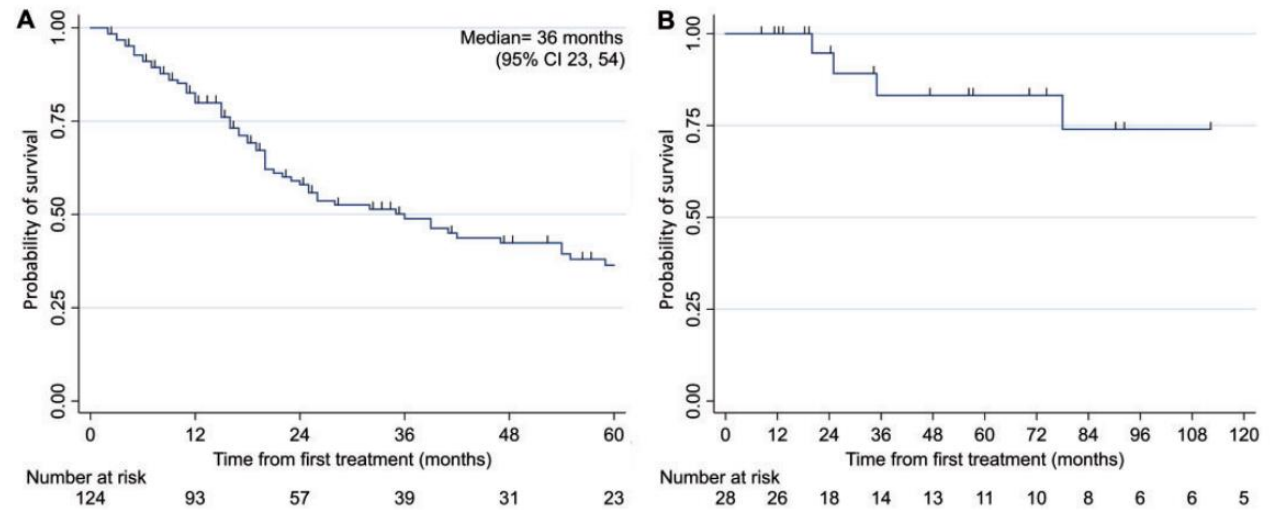 A
Median= 36 months
(95% CI 23, 54)
Probability of survival
1.00
0.75
0.50
0.25
0.00
0 12 24 36 48 60
Time from first treatment (months)
Number at risk
124 93 57 39 31 23
B
Probability of survival
1.00
0.75
0.50
0.25
0.00
0 12 24 36 48 60 72 84 96 108 120
Time from first treatment (months)
Number at risk
28 26 18 14 13 11 10 8 6 6 5